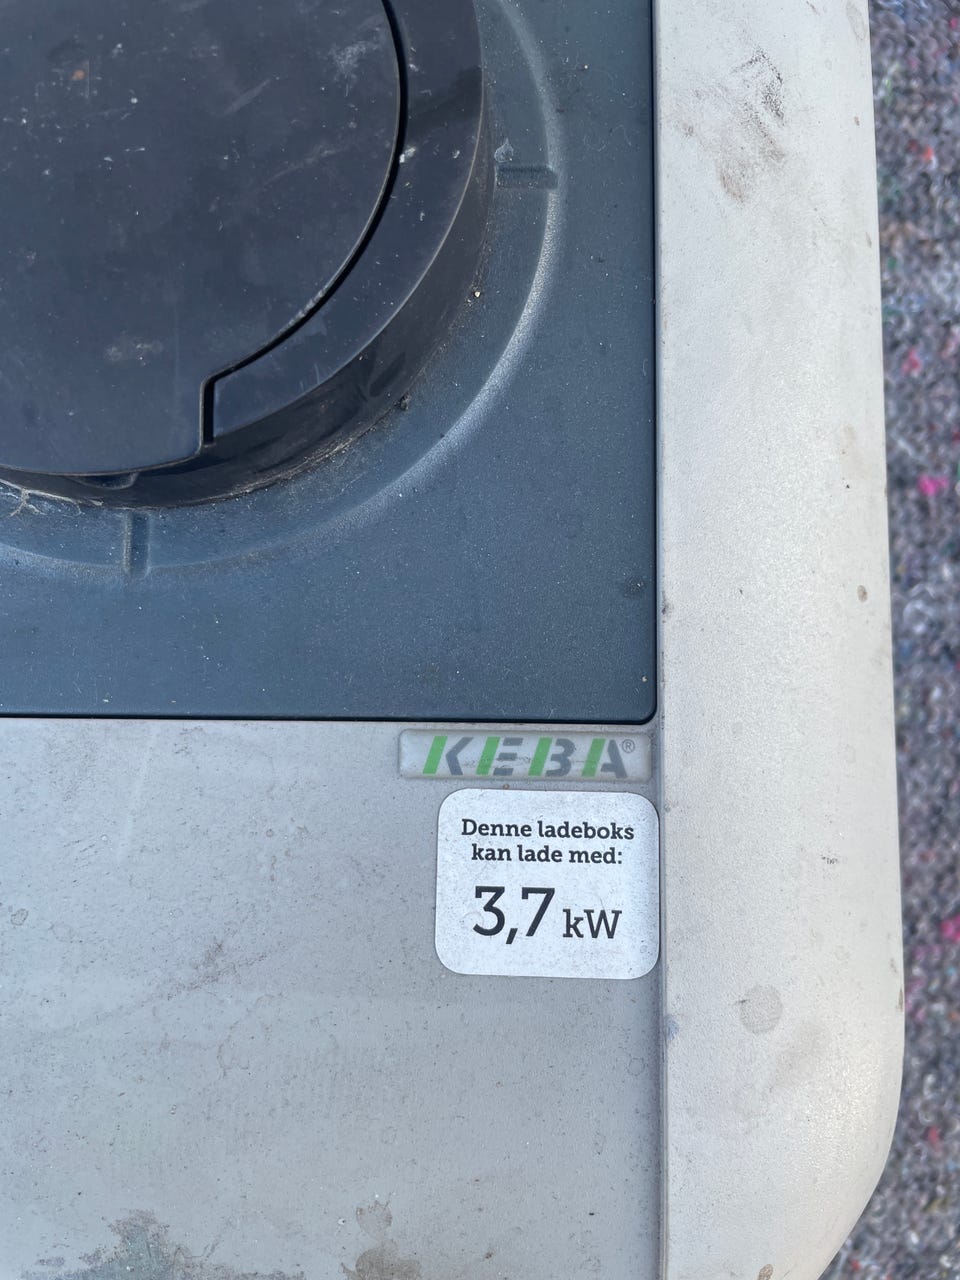 KEBA®
Denne ladeboks
kan lade med:
3,7 kW